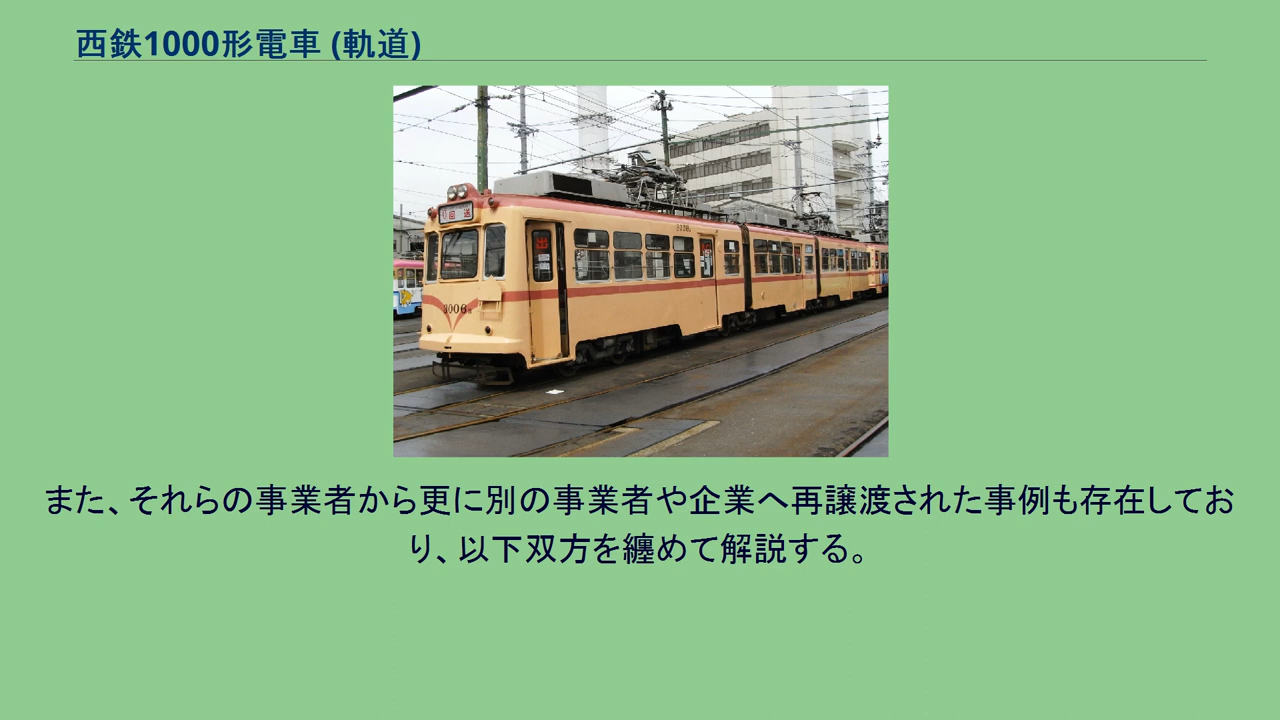 西鉄1000形電車 (軌道)
回送
出
3006
また、それらの事業者から更に別の事業者や企業へ再譲渡された事例も存在してお
り、以下双方を纏めて解説する。